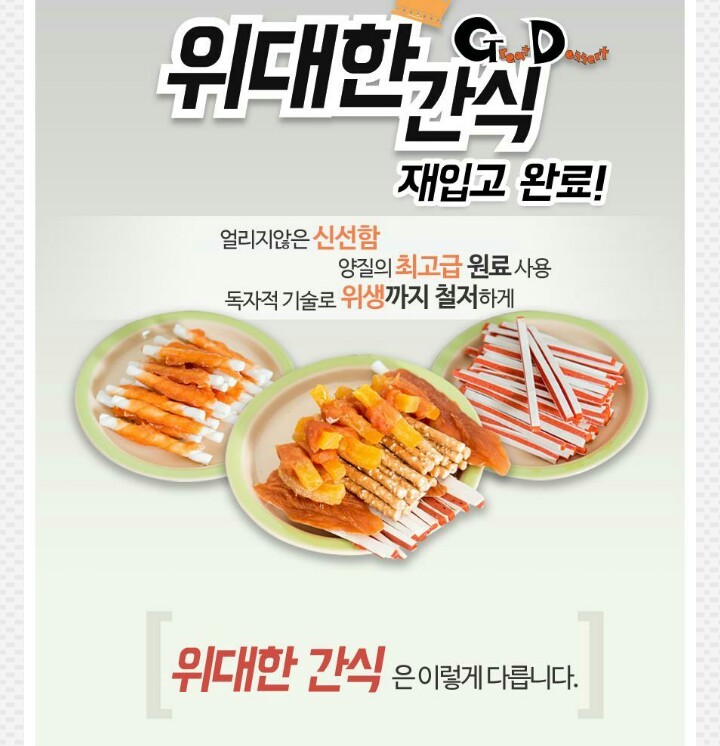 위대한 간식
Great Dessert
재입고 완료!
얼리지않은 신선함
양질의 최고급 원료 사용
독자적 기술로 위생까지 철저하게
위대한 간식 은 이렇게 다릅니다.